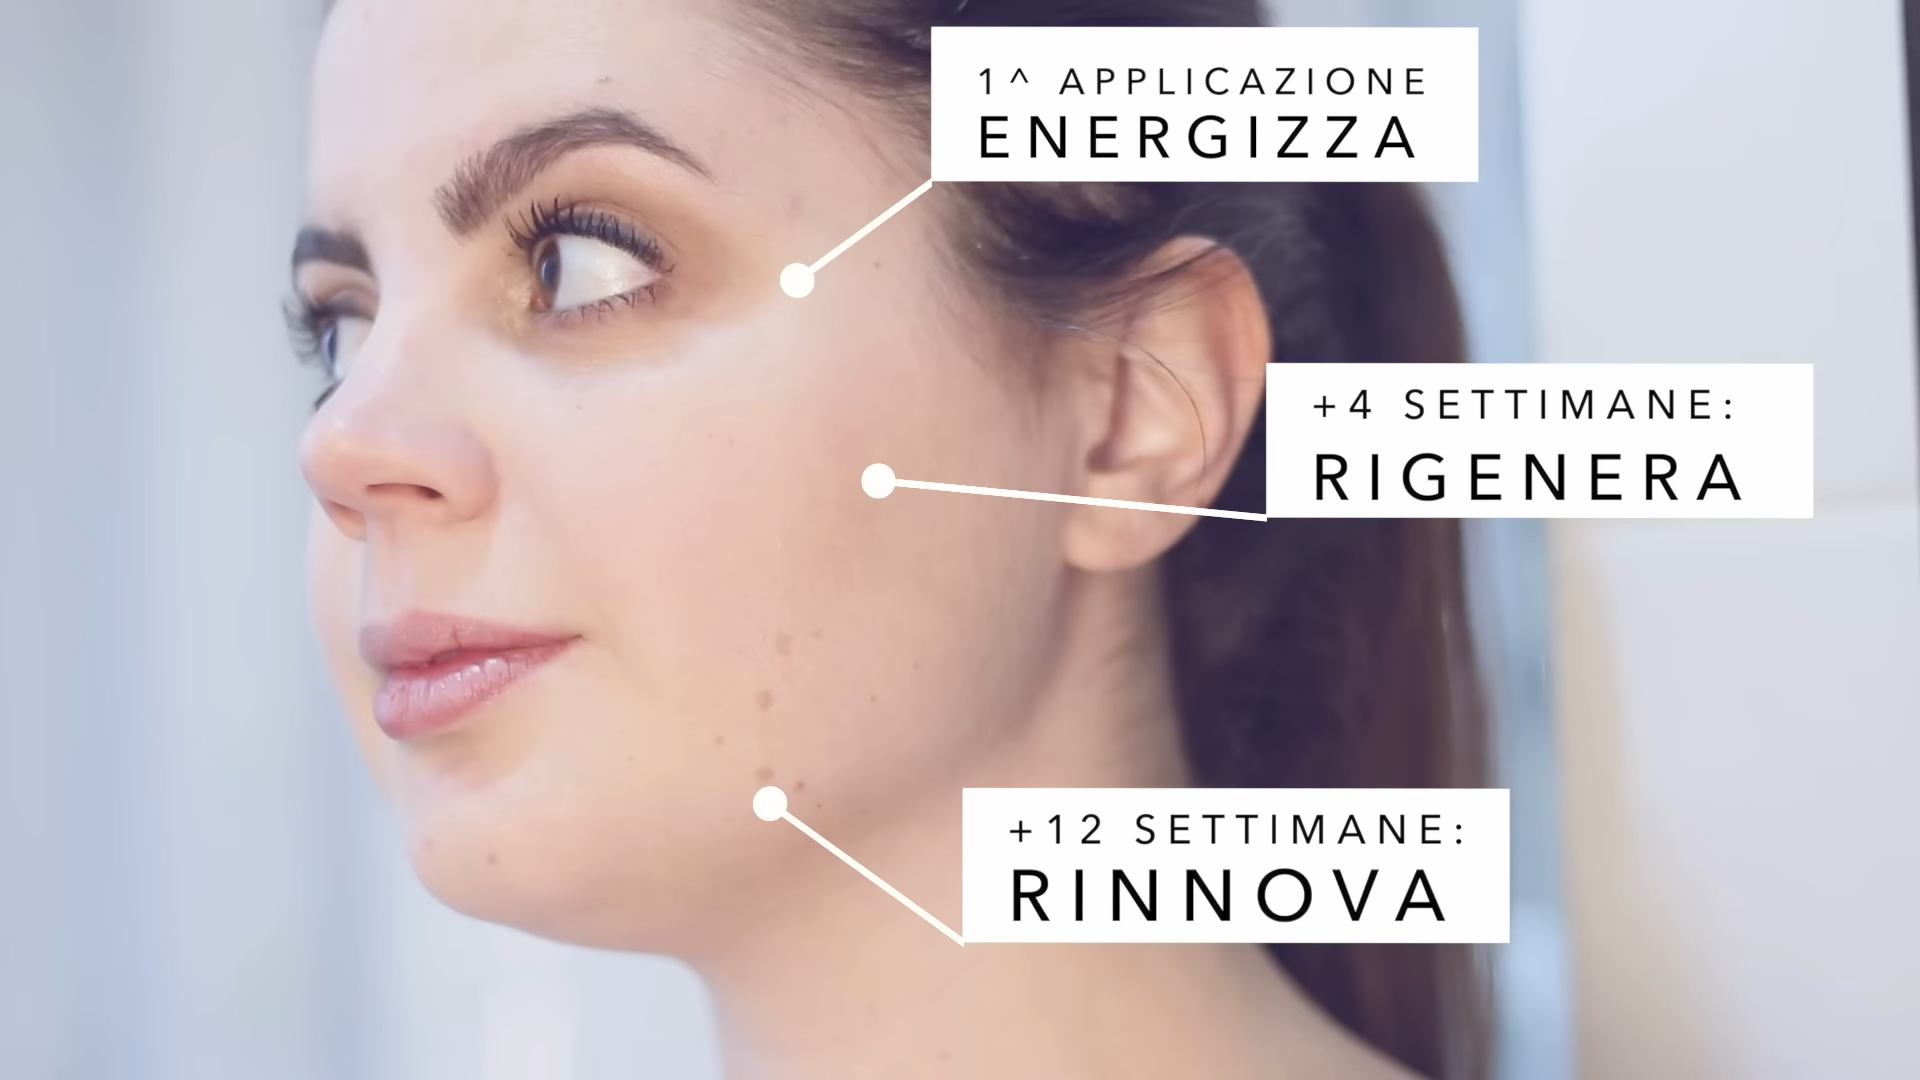 1^ APPLICAZIONE
ENERGIZZA
+4 SETTIMANE:
RIGENERA
+12 SETTIMANE:
RINNOVA